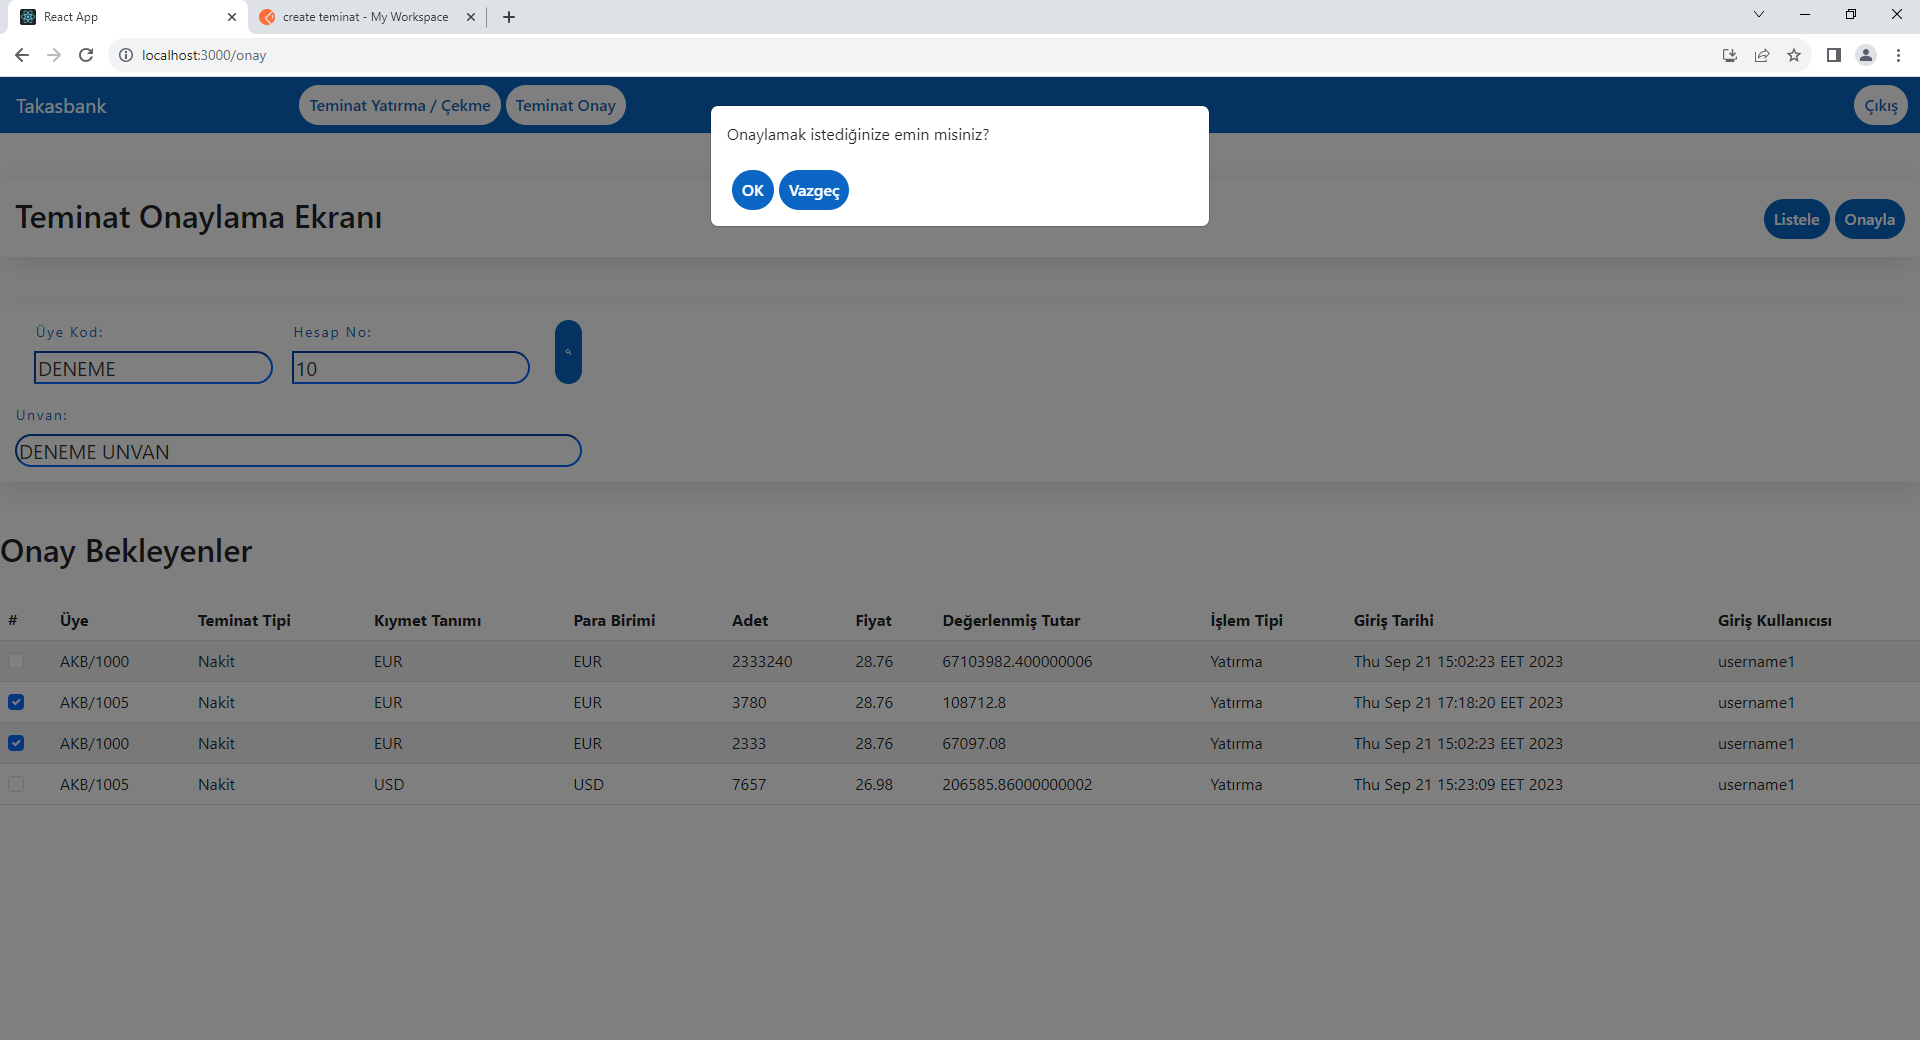 React App
create teminat - My Workspace
localhost:3000/onay
Takasbank
Teminat Yatırma / Çekme
Teminat Onay
Çıkış
Onaylamak istediğinize emin misiniz?
OK
Vazgeç
Teminat Onaylama Ekranı
Listele
Onayla
Üye Kod:
Hesap No:
DENEME
10
Unvan:
DENEME UNVAN
Onay Bekleyenler
# Üye Teminat Tipi Kıymet Tanımı Para Birimi Adet Fiyat Değerlenmiş Tutar İşlem Tipi Giriş Tarihi Giriş Kullanıcısı
AKB/1000 Nakit EUR EUR 2333240 28.76 67103982.400000006 Yatırma Thu Sep 21 15:02:23 EET 2023 username1
AKB/1005 Nakit EUR EUR 3780 28.76 108712.8 Yatırma Thu Sep 21 17:18:20 EET 2023 username1
AKB/1000 Nakit EUR EUR 2333 28.76 67097.08 Yatırma Thu Sep 21 15:02:23 EET 2023 username1
AKB/1005 Nakit USD USD 7657 26.98 206585.86000000002 Yatırma Thu Sep 21 15:23:09 EET 2023 username1